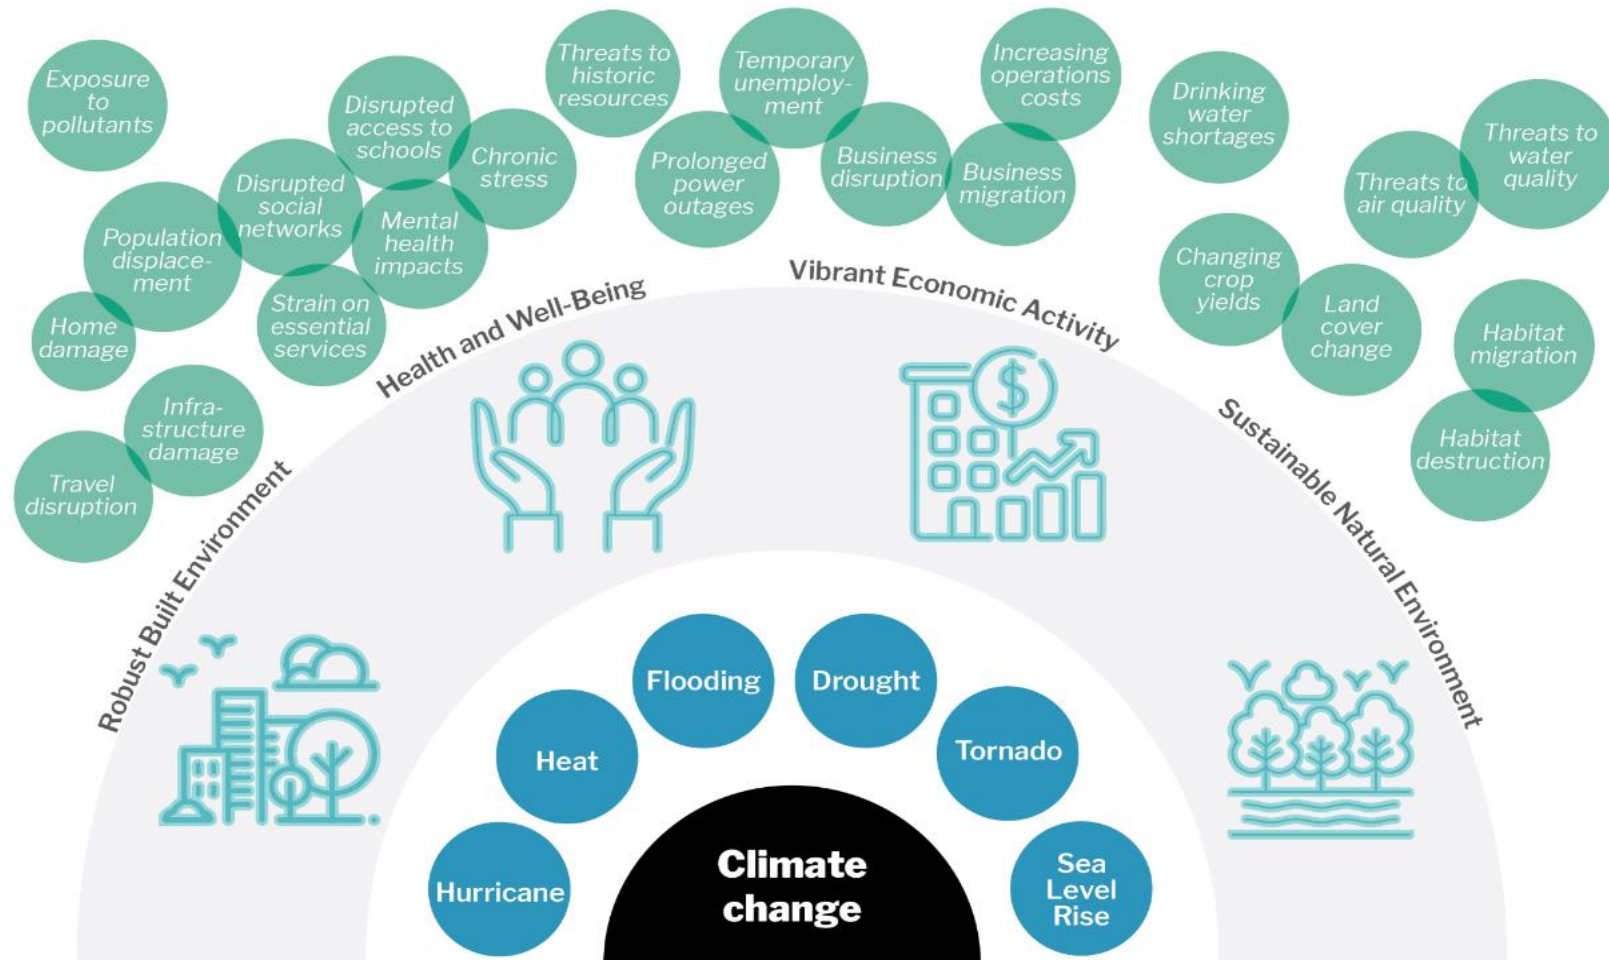 Exposure
to
pollutants
Disrupted
access to
schools
Chronic
stress
Disrupted
social
networks
Mental
health
impacts
Population
displace-
ment
Strain on
essential
services
Home
damage
Infra-
structure
damage
Travel
disruption
Threats to
historic
resources
Temporary
unemploy-
ment
Prolonged
power
outages
Business
disruption
Increasing
operations
costs
Business
migration
Drinking
water
shortages
Threats to
air quality
Threats to
water
quality
Changing
crop
yields
Land
cover
change
Habitat
migration
Habitat
destruction
Robust Built Environment
Health and Well-Being
Vibrant Economic Activity
Sustainable Natural Environment
$
Hurricane
Heat
Flooding
Drought
Tornado
Sea
Level
Rise
Climate
change